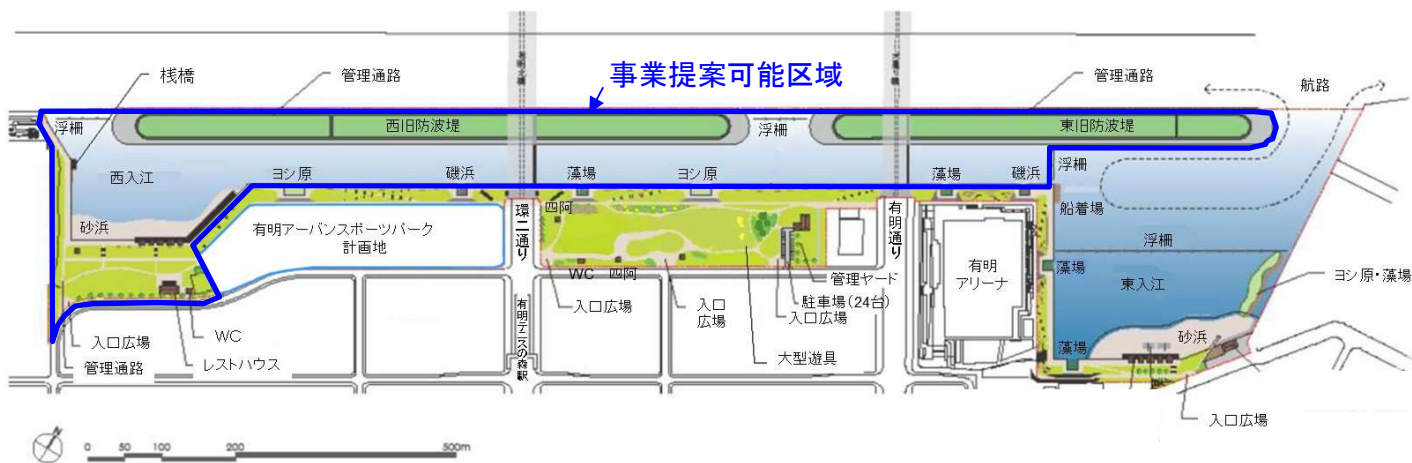 事業提案可能区域
桟橋
管理通路
管理通路
航路
浮柵
西旧防波堤
浮柵
東旧防波堤
西入江
ヨシ原
磯浜
藻場
ヨシ原
藻場
磯浜
浮柵
船着場
砂浜
有明アーバンスポーツパーク
計画地
環二通り
四阿
有明通り
有明
アリーナ
浮柵
藻場
東入江
ヨシ原・藻場
WC 四阿
管理ヤード
駐車場(24台)
入口広場
入口広場
入口
広場
大型遊具
有明テニスの森駅
入口広場
管理通路
WC
レストハウス
藻場
砂浜
入口広場
N
0 50 100 200 500m